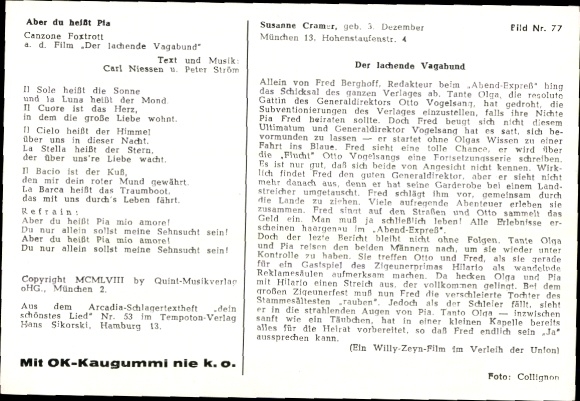 Aber du heißt Pia
Canzone Foxtrott
a. d. Film „Der lachende Vagabund"
Text und Musik:
Carl Niessen u. Peter Ström
Il Sole heißt die Sonne
und la Luna heißt der Mond.
Il Cuore ist das Herz,
in dem die große Liebe wohnt.
Il Cielo heißt der Himmel
über uns in dieser Nacht.
La Stella heißt der Stern,
der über uns're Liebe wacht.
Il Bacio ist der Kuß,
den mir dein roter Mund gewährt.
La Barca heißt das Traumboot,
das mit uns durch's Leben fährt.
Refrain:
Aber du heißt Pia mio amore!
Du nur allein sollst meine Sehnsucht sein!
Aber du heißt Pia mio amore!
Du nur allein sollst meine Sehnsucht sein!
Copyright MCMLVIII by Quint-Musikverlag
oHG., München 2.
Aus dem Arcadia-Schlagertextheft „dein
schönstes Lied" Nr. 53 im Tempoton-Verlag
Hans Sikorski, Hamburg 13.
Mit OK-Kaugummi nie k. o.
Susanne Cramer, geb. 3. Dezember
München 13. Hohenstaufenstr. 4
Bild Nr. 77
Der lachende Vagabund
Allein von Fred Berghoff, Redakteur beim „Abend-Expreß" hing
das Schicksal des ganzen Verlages ab. Tante Olga, die resolute
Gattin des Generaldirektors Otto Vogelsang, hat gedroht, die
Subventionierungen des Verlages einzustellen, falls ihre Nichte
Pia Fred heiraten sollte. Doch Fred beugt sich nicht diesem
Ultimatum und Generaldirektor Vogelsang hat es satt, sich be-
vormunden zu lassen — er startet ohne Olgas Wissen zu einer
Fahrt ins Blaue. Fred sieht eine tolle Chance, er wird über
die „Flucht" Otto Vogelsangs eine Fortsetzungsserie schreiben.
Es ist nur gut, daß sich beide von Angesicht nicht kennen. Wirk-
lich findet Fred den guten Generaldirektor, aber er sieht nicht
mehr danach aus, denn er hat seine Garderobe bei einem Land-
streicher umgetauscht. Fred schlägt ihm vor, gemeinsam durch
die Lande zu ziehen. Viele aufregende Abenteuer erleben sie
zusammen. Fred singt auf den Straßen und Otto sammelt das
Geld ein. Man muß ja schließlich leben! Alle Erlebnisse er-
scheinen haargenau im „Abend-Expreß".
Doch der letzte Bericht bleibt nicht ohne Folgen. Tante Olga
und Pia reisen den beiden Männern nach, um sie wieder unter
Kontrolle zu haben. Sie treffen Otto und Fred, als sie gerade
für ein Gastspiel des Zigeunerprimas Hilario als wandelnde
Reklamesäulen aufmerksam machen. Da hecken Olga und Pia
mit Hilario einen Streich aus, der vollkommen gelingt. Bei dem
großen Zigeunerfest muß nun Fred die verschleierte Tochter des
Stammesältesten „rauben". Jedoch als der Schleier fällt, sieht
er in die strahlenden Augen von Pia. Tante Olga — inzwischen
sanft wie ein Täubchen, hat in einer kleinen Kapelle bereits
alles für die Heirat vorbereitet, so daß Fred endlich sein „Ja"
aussprechen kann.
(Ein Willy-Zeyn-Film im Verleih der Union)
Foto: Collignon